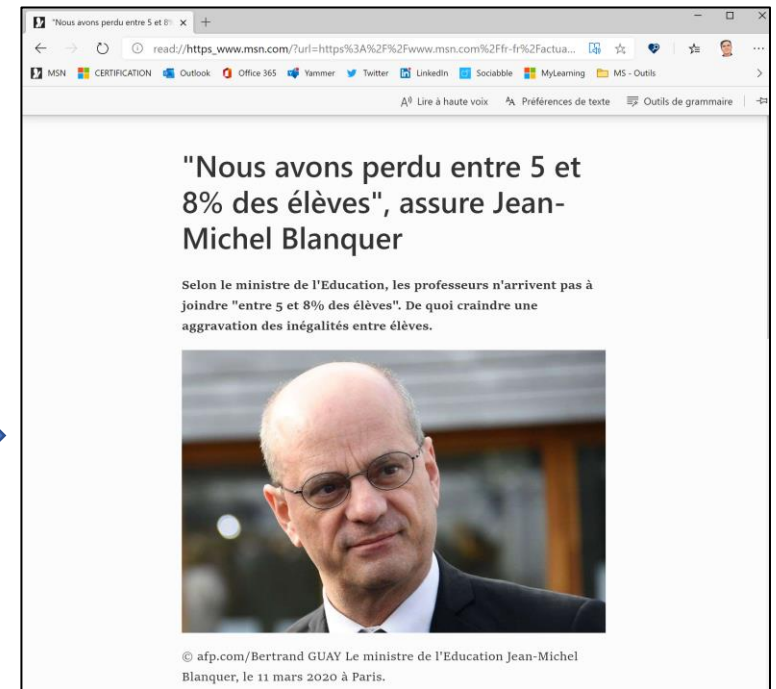 "Nous avons perdu entre 5 et 8%
read://https_www.msn.com/?url=https%3A%2F%2Fwww.msn.com%2Ffr-fr%2Factua...
MSN CERTIFICATION Outlook Office 365 Yammer Twitter LinkedIn Sociabble MyLearning MS - Outils
Lire à haute voix Préférences de texte Outils de grammaire
"Nous avons perdu entre 5 et
8% des élèves", assure Jean-
Michel Blanquer
Selon le ministre de l'Education, les professeurs n'arrivent pas à
joindre "entre 5 et 8% des élèves". De quoi craindre une
aggravation des inégalités entre élèves.
© afp.com/Bertrand GUAY Le ministre de l'Education Jean-Michel
Blanquer, le 11 mars 2020 à Paris.